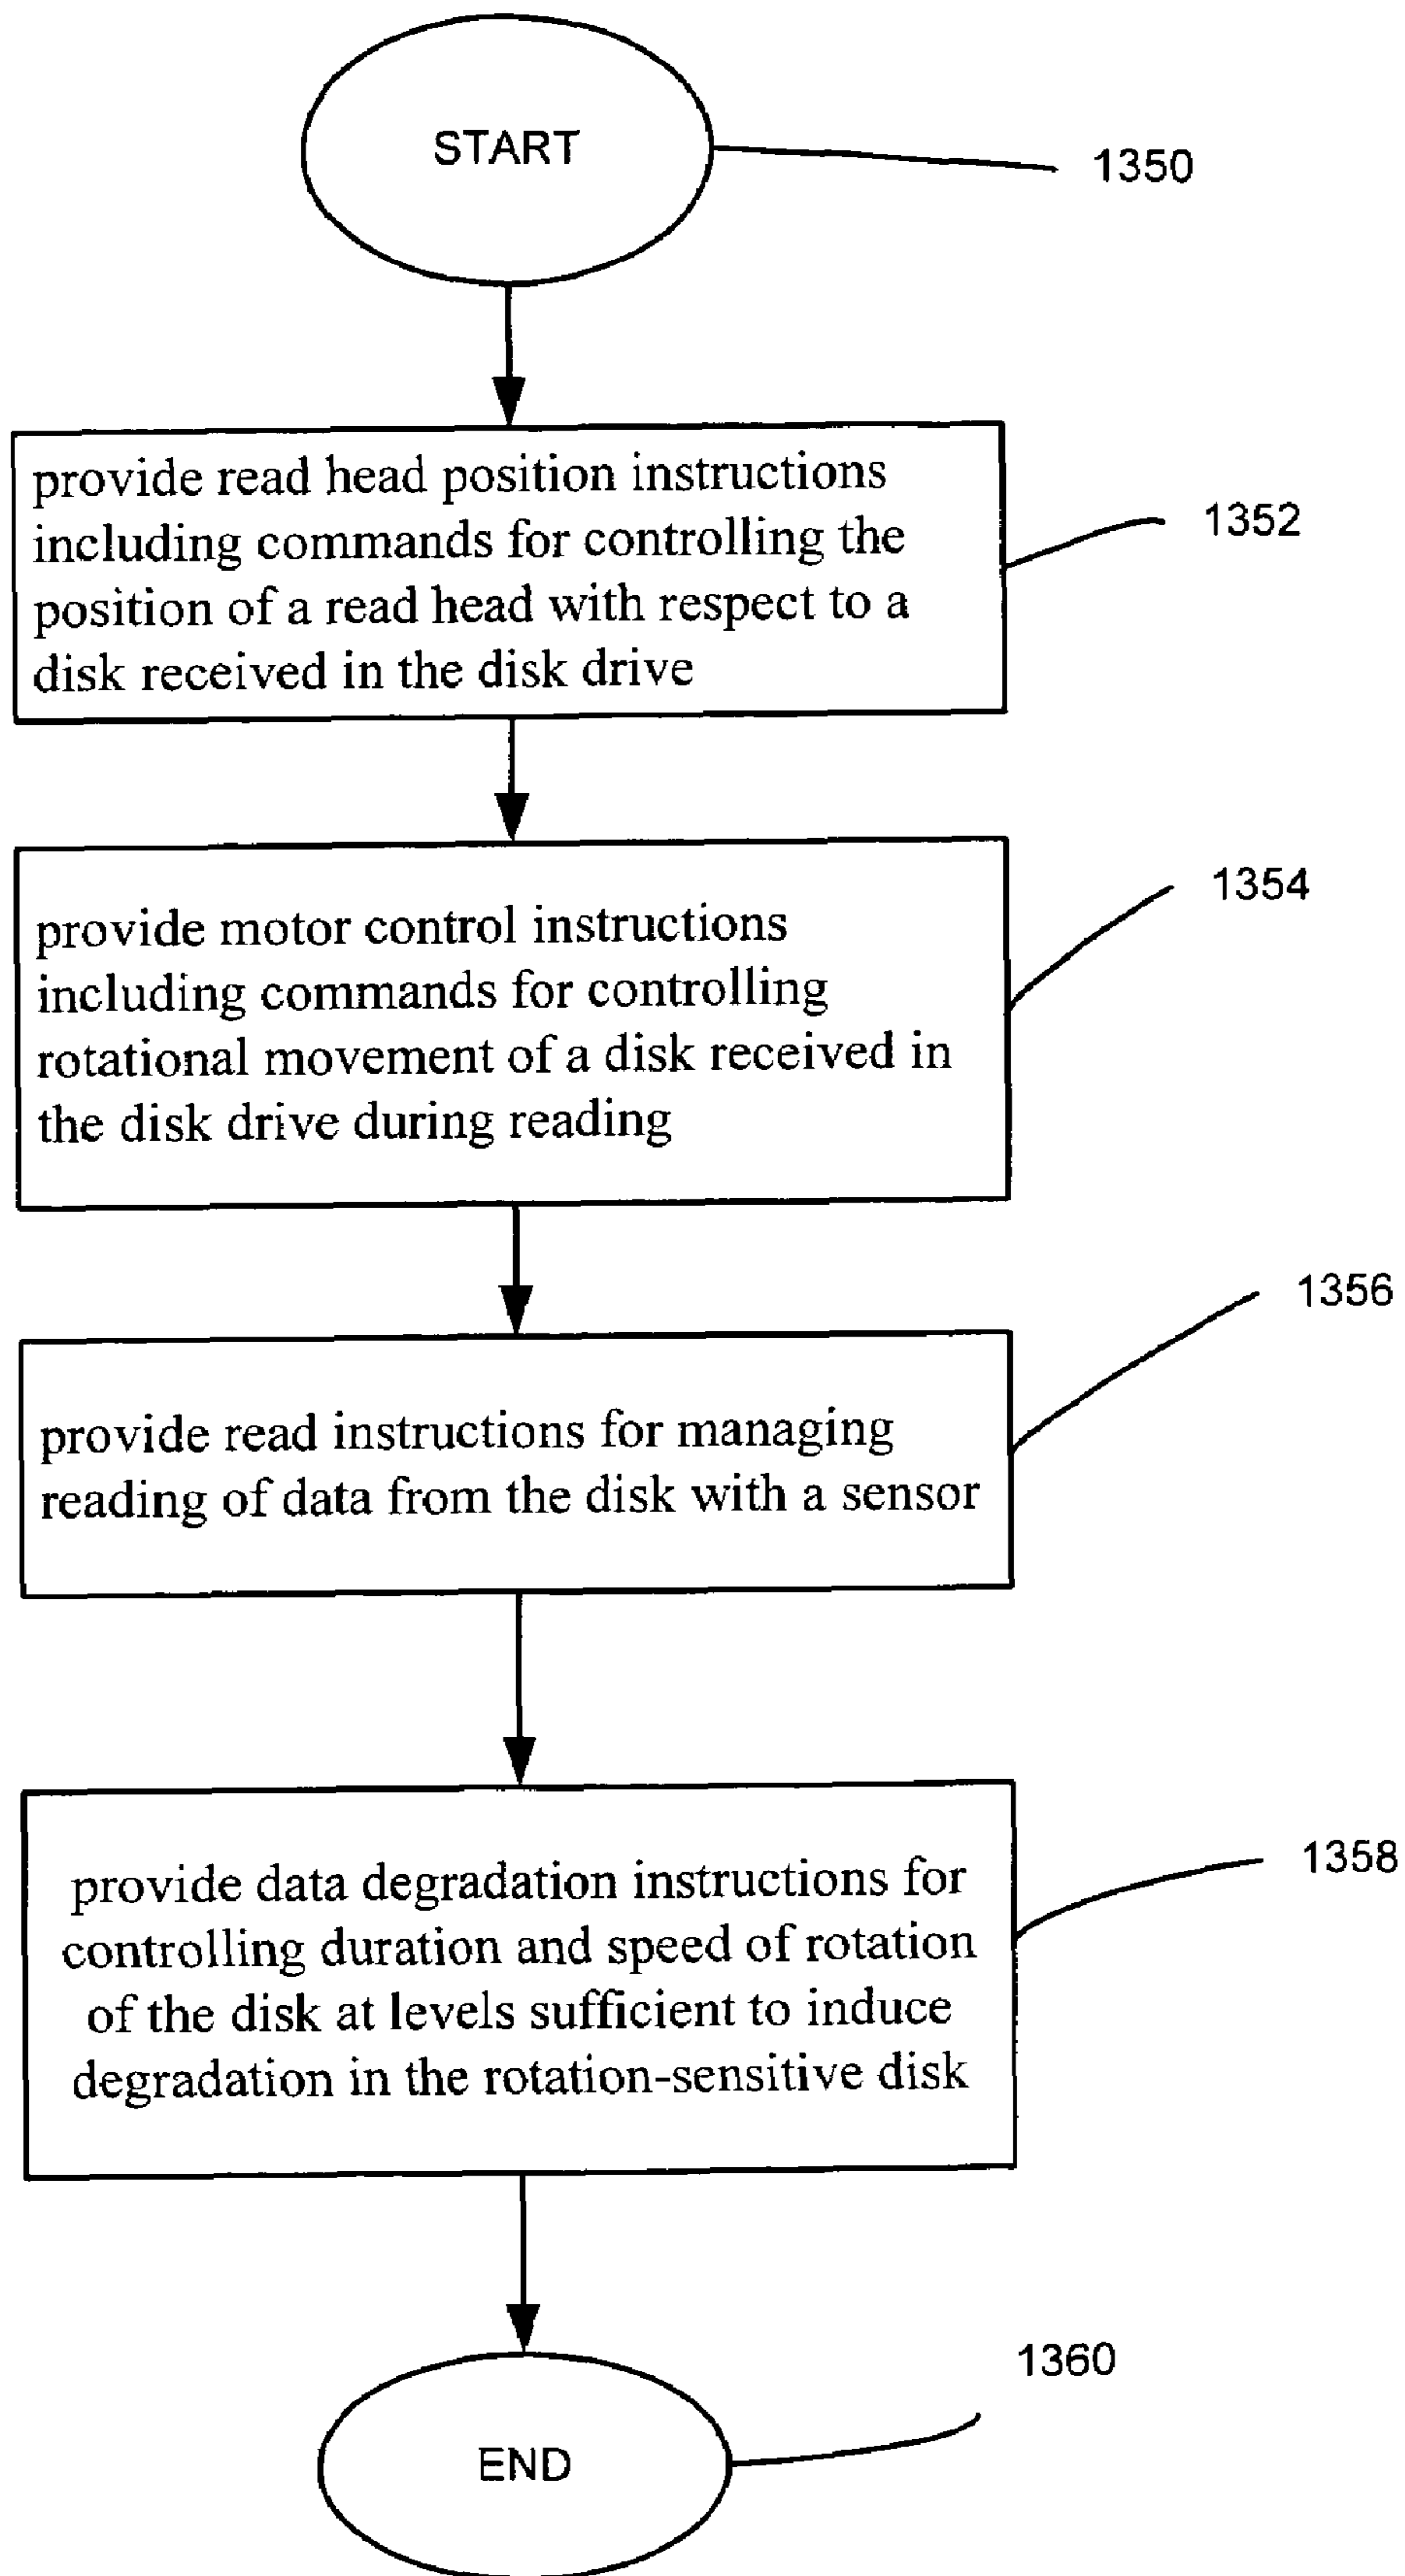 START
1350
provide read head position instructions
including commands for controlling the
position of a read head with respect to a
disk received in the disk drive
1352
provide motor control instructions
including commands for controlling
rotational movement of a disk received in
the disk drive during reading
1354
provide read instructions for managing
reading of data from the disk with a sensor
1356
provide data degradation instructions for
controlling duration and speed of rotation
of the disk at levels sufficient to induce
degradation in the rotation-sensitive disk
1358
END
1360